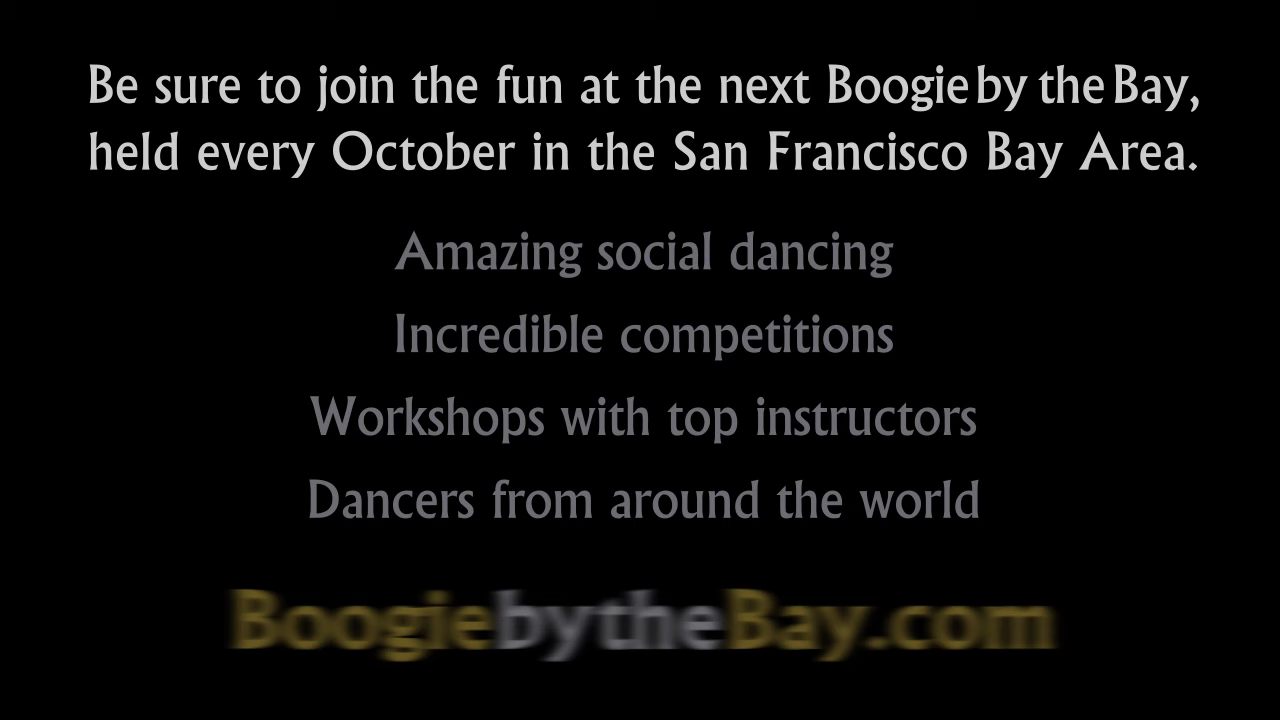 Be sure to join the fun at the next Boogie by the Bay,
held every October in the San Francisco Bay Area.
Amazing social dancing
Incredible competitions
Workshops with top instructors
Dancers from around the world
BoogiebytheBay.com